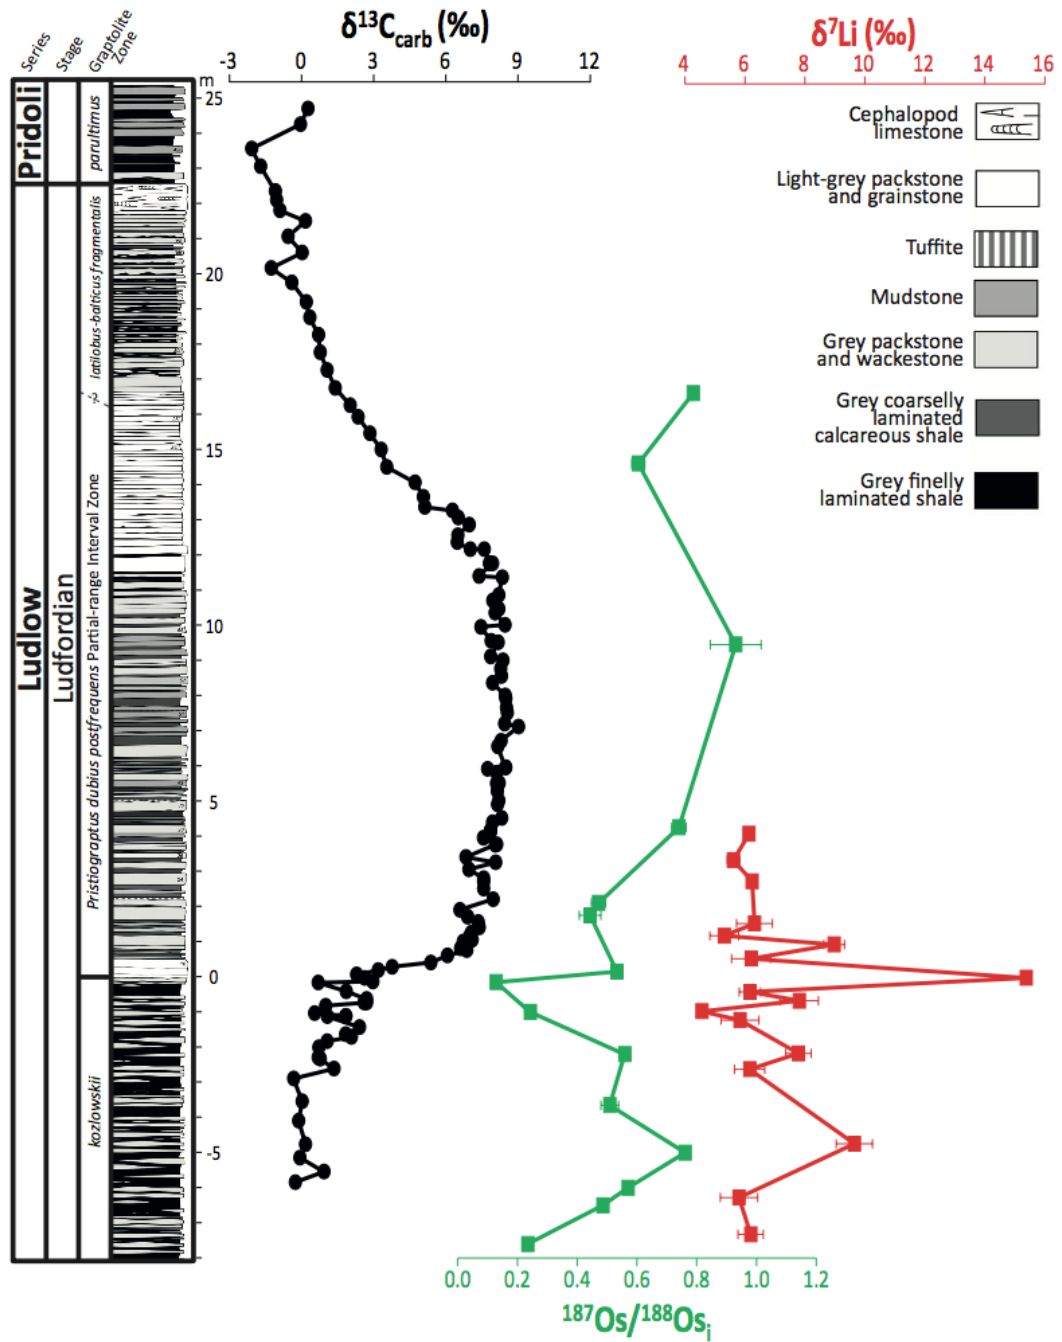 δ¹³Ccarb (‰)
δ⁷Li (‰)
Series
Stage
Graptolite
Zone
-3 0 3 6 9 12
4 6 8 10 12 14 16
m
25
20
15
10
5
0
-5
Pridoli
Ludlow
Ludfordian
parultimus
latilobus-balticus fragmentalis
-?-
Pristiograptus dubius postfrequens Partial-range Interval Zone
kozlowskii
Cephalopod
limestone
Light-grey packstone
and grainstone
Tuffite
Mudstone
Grey packstone
and wackestone
Grey coarselly
laminated
calcareous shale
Grey finelly
laminated shale
0.0 0.2 0.4 0.6 0.8 1.0 1.2
¹⁸⁷Os/¹⁸⁸Osi